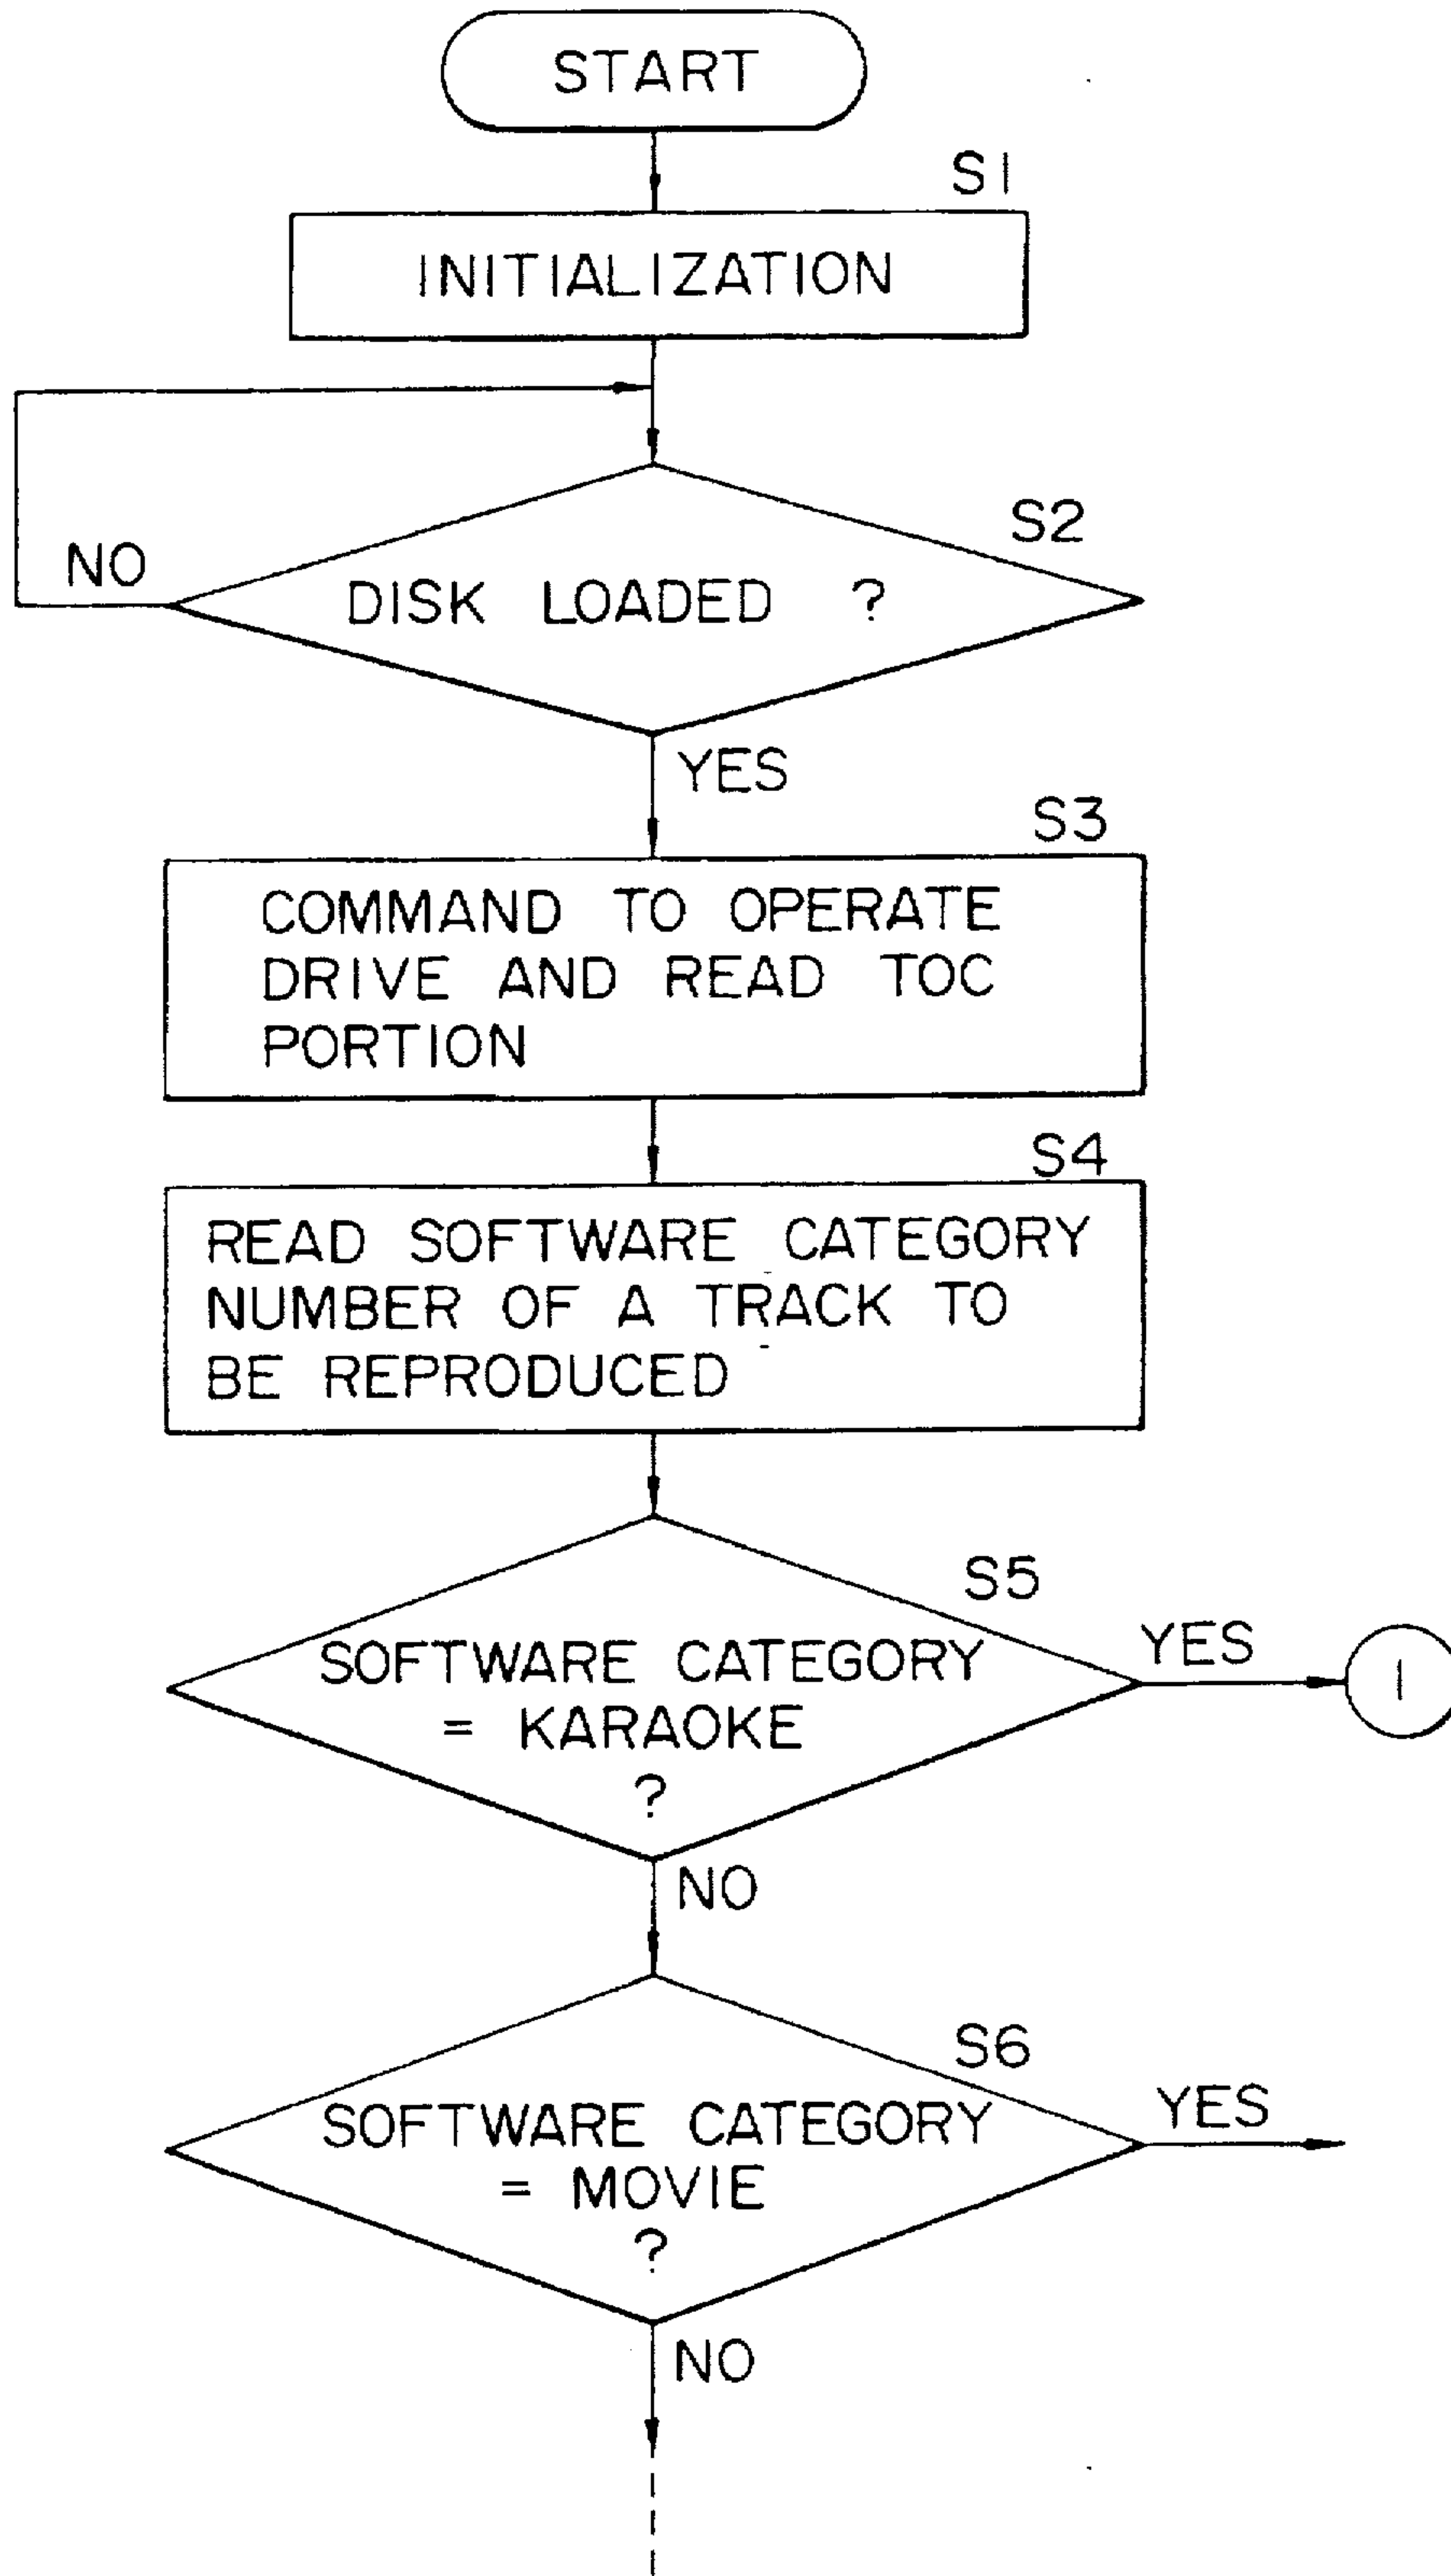 START
S1
INITIALIZATION
S2
NO
DISK LOADED ?
YES
S3
COMMAND TO OPERATE
DRIVE AND READ TOC
PORTION
S4
READ SOFTWARE CATEGORY
NUMBER OF A TRACK TO
BE REPRODUCED
S5
YES
SOFTWARE CATEGORY
= KARAOKE
?
1
NO
S6
YES
SOFTWARE CATEGORY
= MOVIE
?
NO